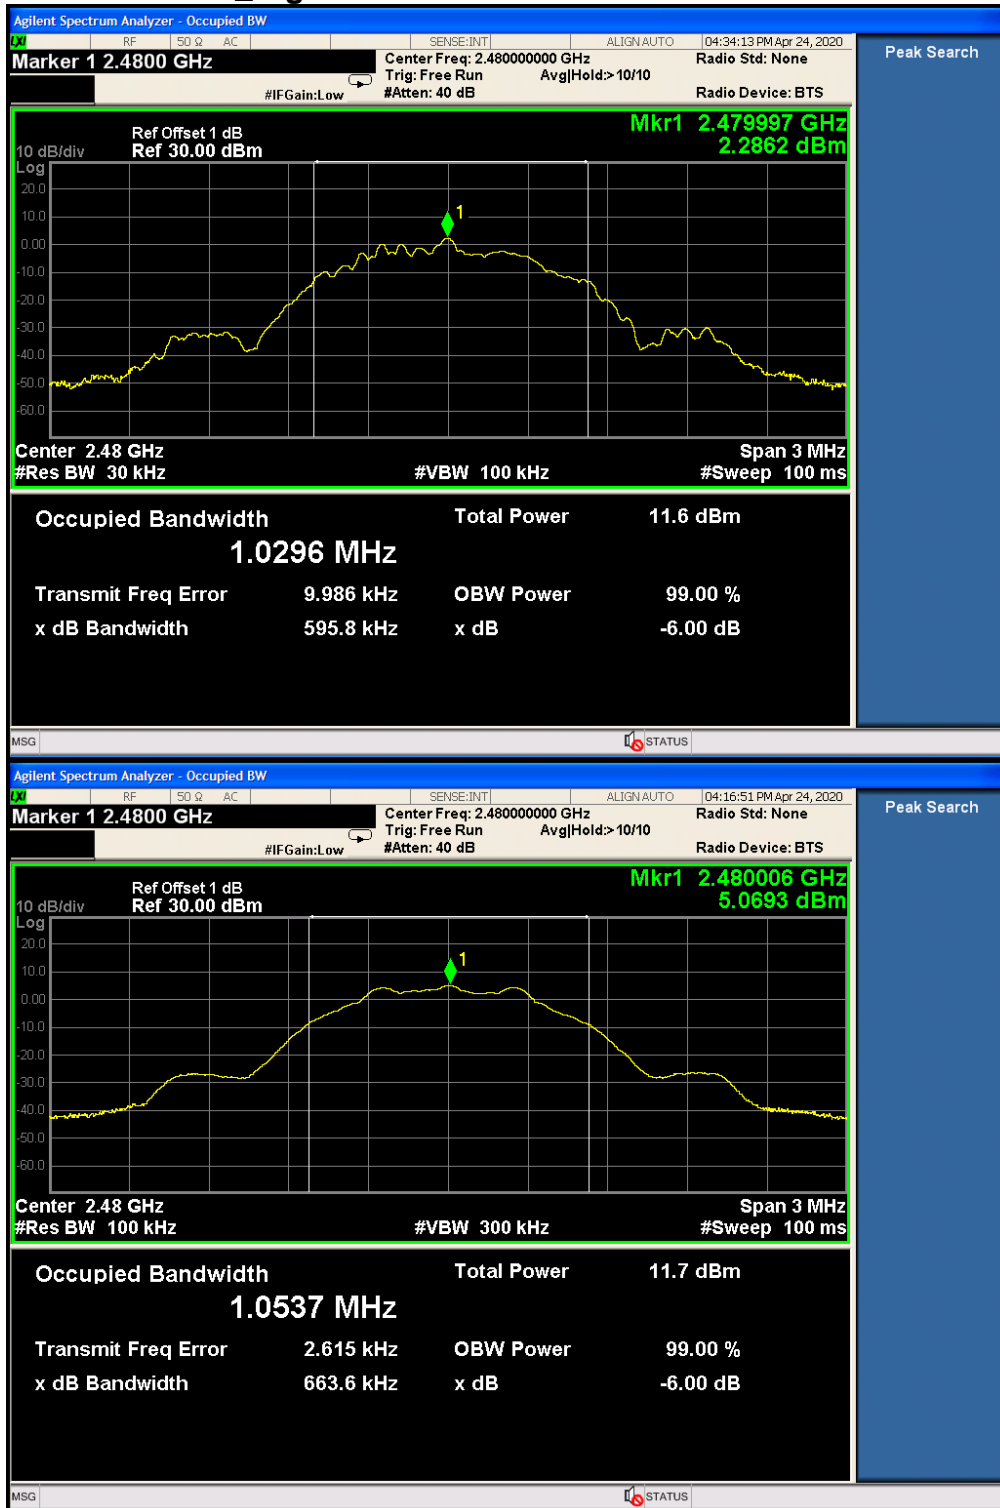 Agilent Spectrum Analyzer - Occupied BW
LXI RF 50 Ω AC SENSE:INT ALIGN AUTO 04:34:13 PM Apr 24, 2020
Marker 1 2.4800 GHz
Center Freq: 2.480000000 GHz Radio Std: None
Trig: Free Run Avg|Hold:>10/10
#IFGain:Low #Atten: 40 dB Radio Device: BTS
Peak Search
Mkr1 2.479997 GHz
2.2862 dBm
Ref Offset 1 dB
10 dB/div Ref 30.00 dBm
Log
20.0
10.0
1
0.00
-10.0
-20.0
-30.0
-40.0
-50.0
-60.0
Center 2.48 GHz Span 3 MHz
#Res BW 30 kHz #VBW 100 kHz #Sweep 100 ms
Occupied Bandwidth Total Power 11.6 dBm
1.0296 MHz
Transmit Freq Error 9.986 kHz OBW Power 99.00 %
x dB Bandwidth 595.8 kHz x dB -6.00 dB
MSG STATUS
Agilent Spectrum Analyzer - Occupied BW
LXI RF 50 Ω AC SENSE:INT ALIGN AUTO 04:16:51 PM Apr 24, 2020
Marker 1 2.4800 GHz
Center Freq: 2.480000000 GHz Radio Std: None
Trig: Free Run Avg|Hold:>10/10
#IFGain:Low #Atten: 40 dB Radio Device: BTS
Peak Search
Mkr1 2.480006 GHz
5.0693 dBm
Ref Offset 1 dB
10 dB/div Ref 30.00 dBm
Log
20.0
1
10.0
0.00
-10.0
-20.0
-30.0
-40.0
-50.0
-60.0
Center 2.48 GHz Span 3 MHz
#Res BW 100 kHz #VBW 300 kHz #Sweep 100 ms
Occupied Bandwidth Total Power 11.7 dBm
1.0537 MHz
Transmit Freq Error 2.615 kHz OBW Power 99.00 %
x dB Bandwidth 663.6 kHz x dB -6.00 dB
MSG STATUS